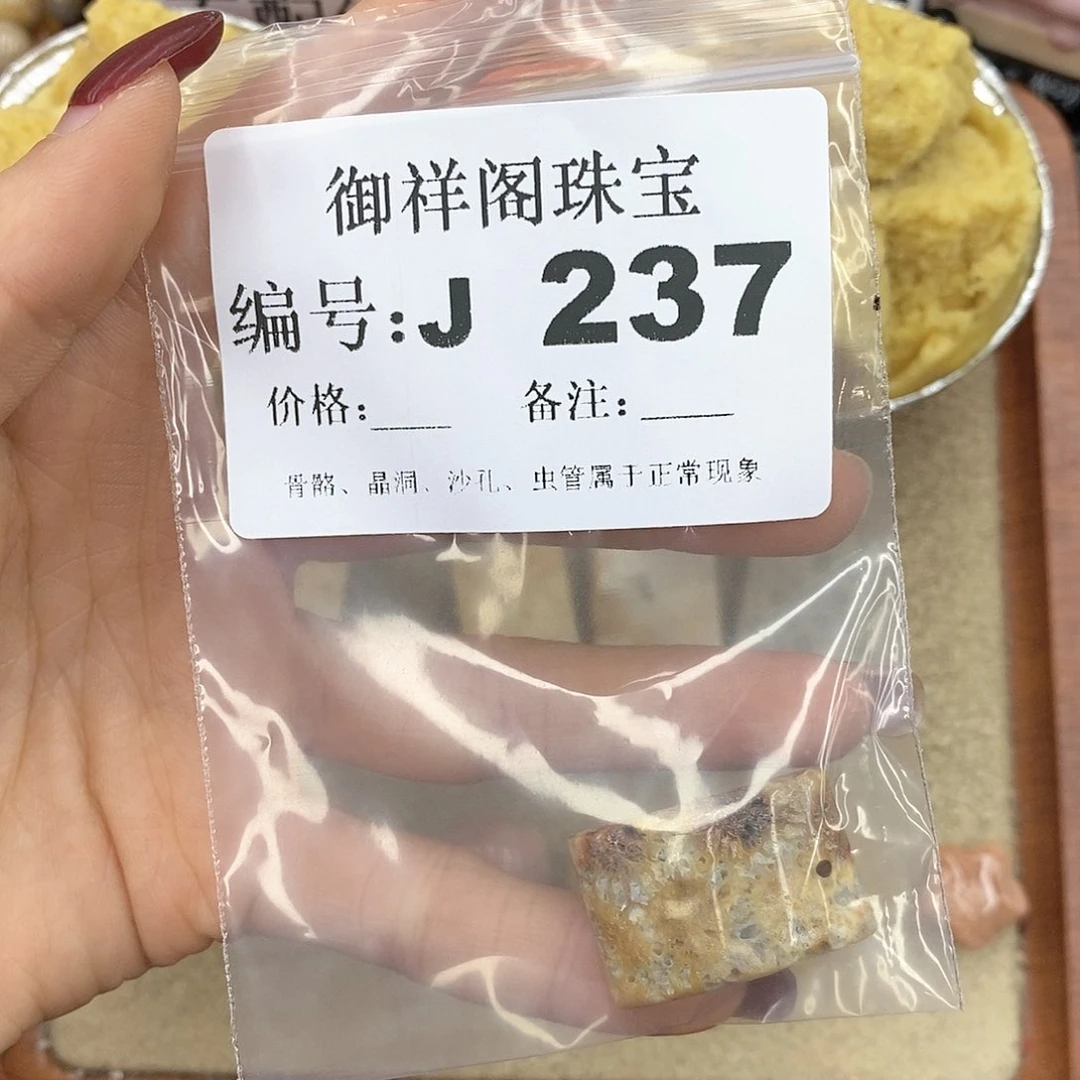 御祥阁珠宝
编号:J 237
价格:____ 备注:_____
骨骼、晶洞、沙孔、虫管属于正常现象